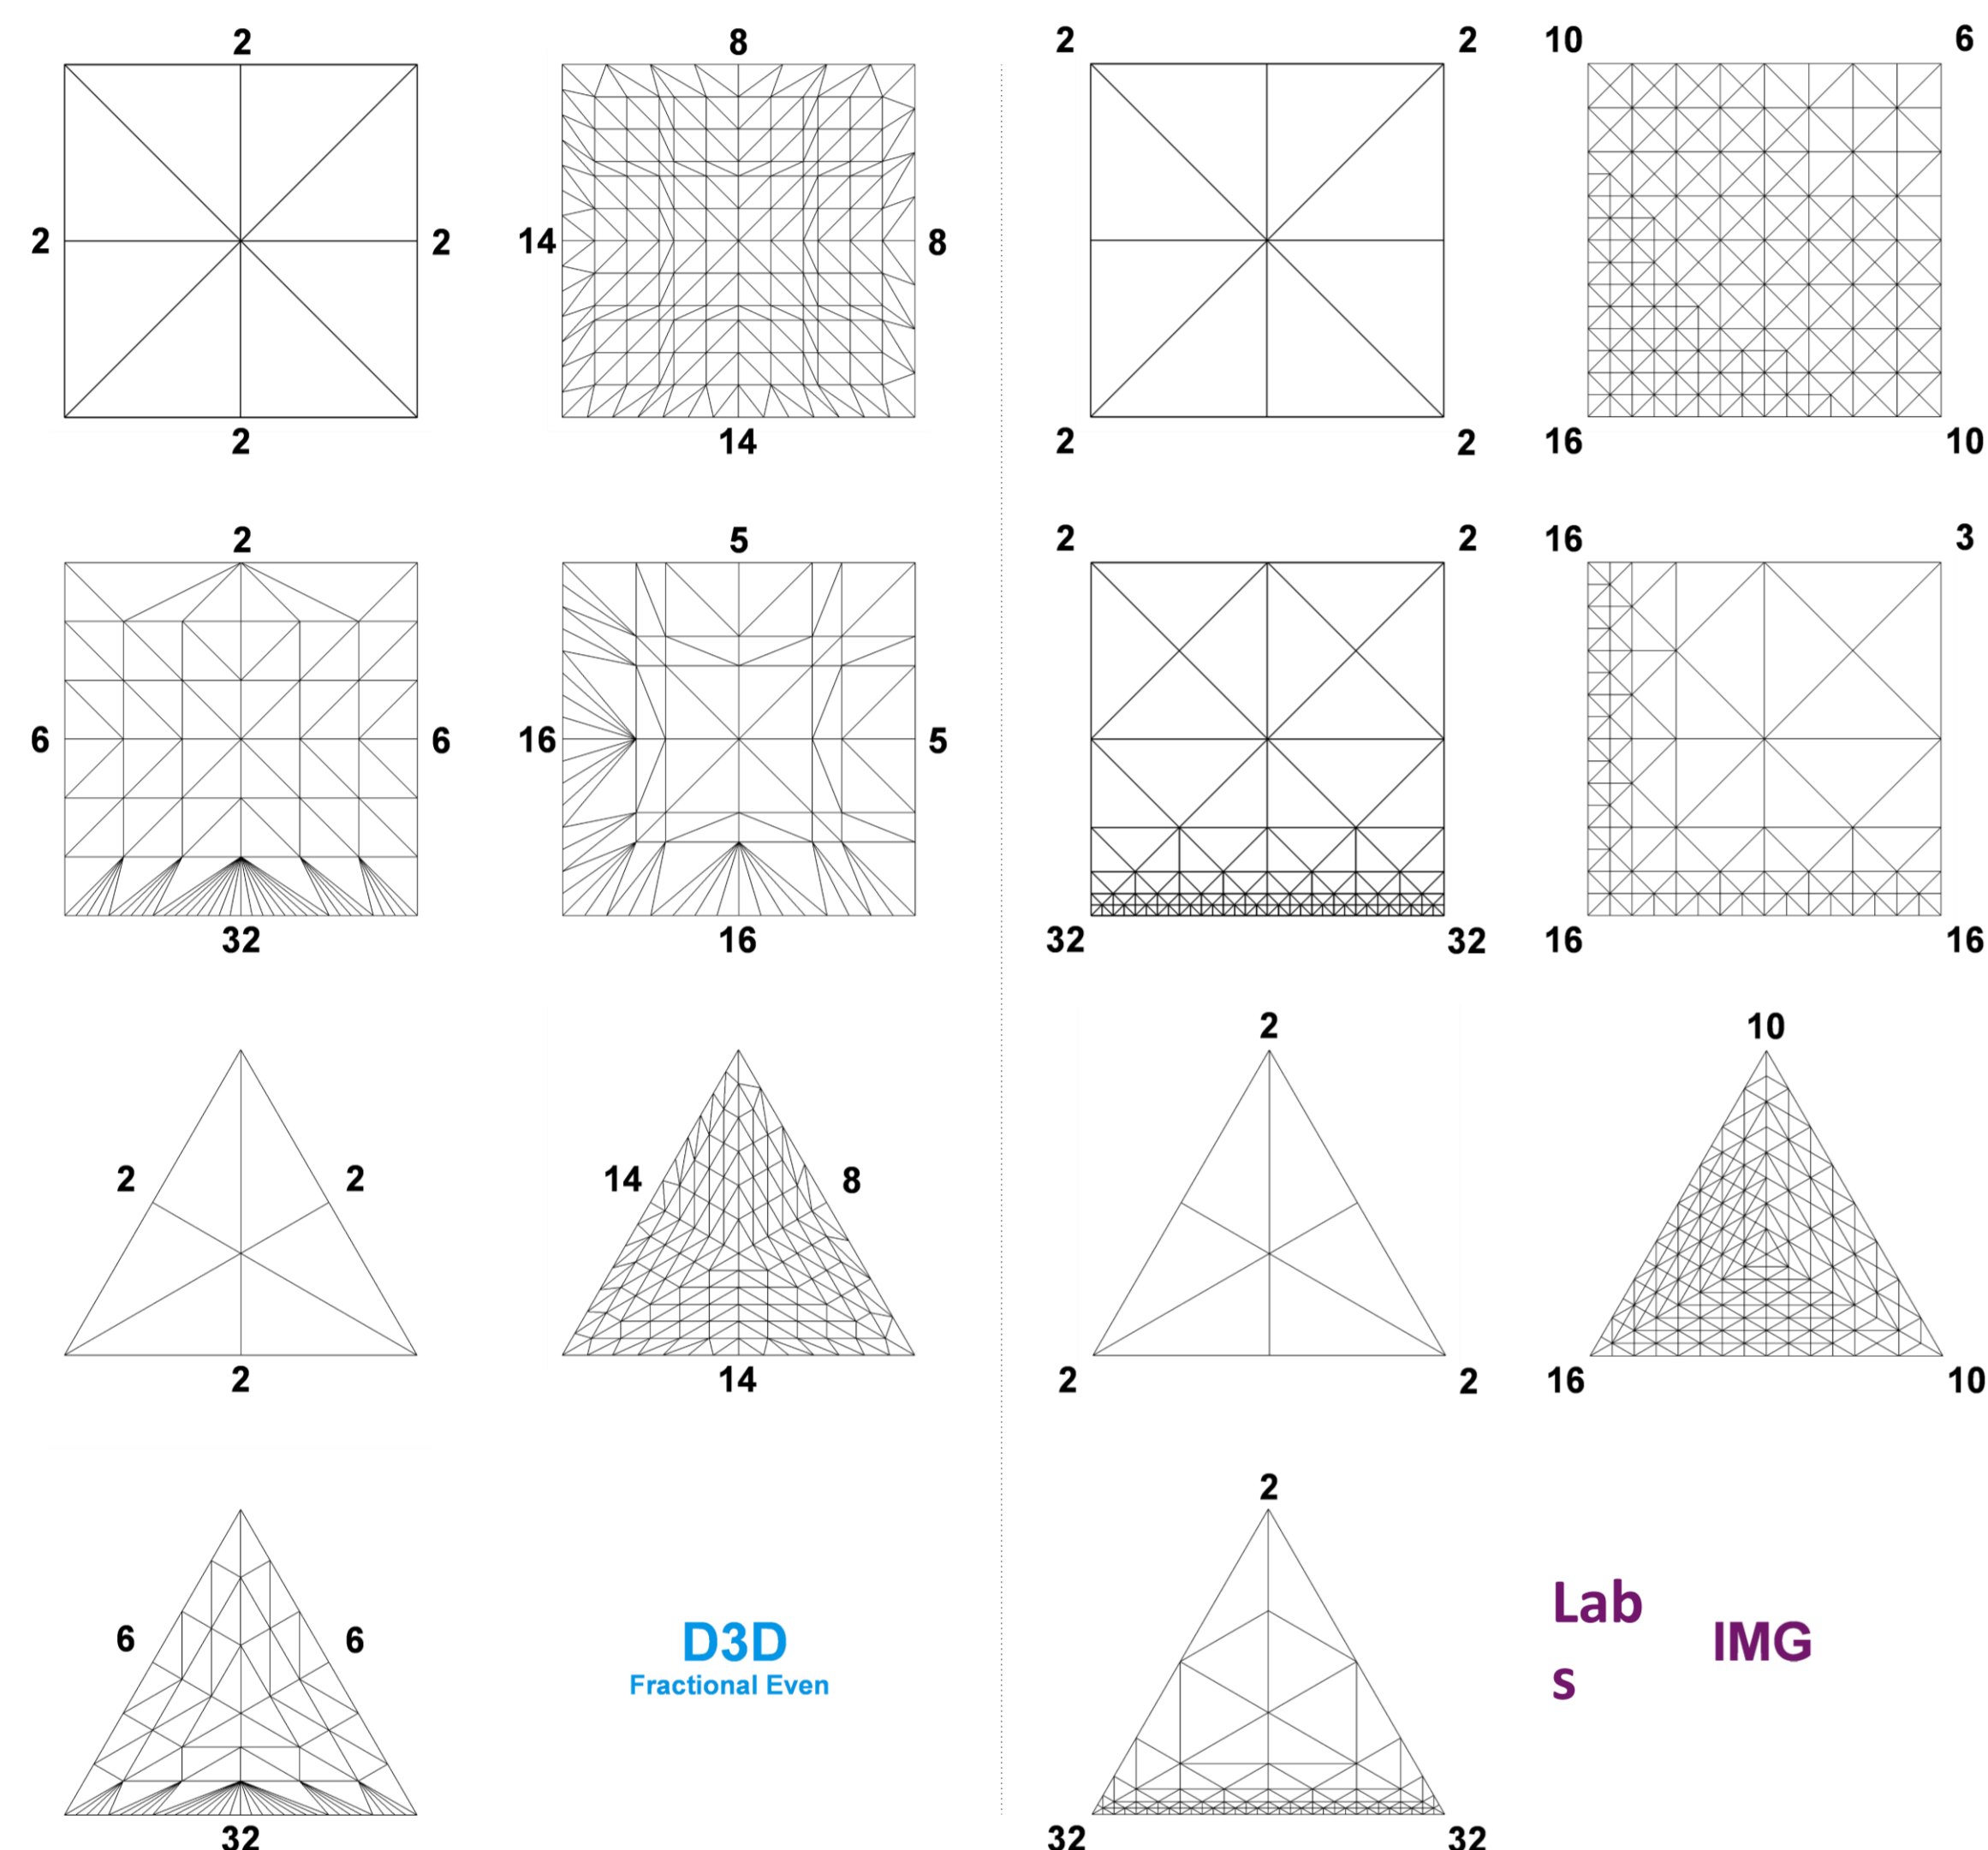 2 8 2 2 10 6
2 2 14 8
2 14 2 2 16 10
2 5 2 2 16 3
6 6 16 5
32 16 32 32 16 16
2 10
2 2 14 8
2 14 2 2 16 10
2
6 6 D3D Lab IMG
Fractional Even s
32 32 32